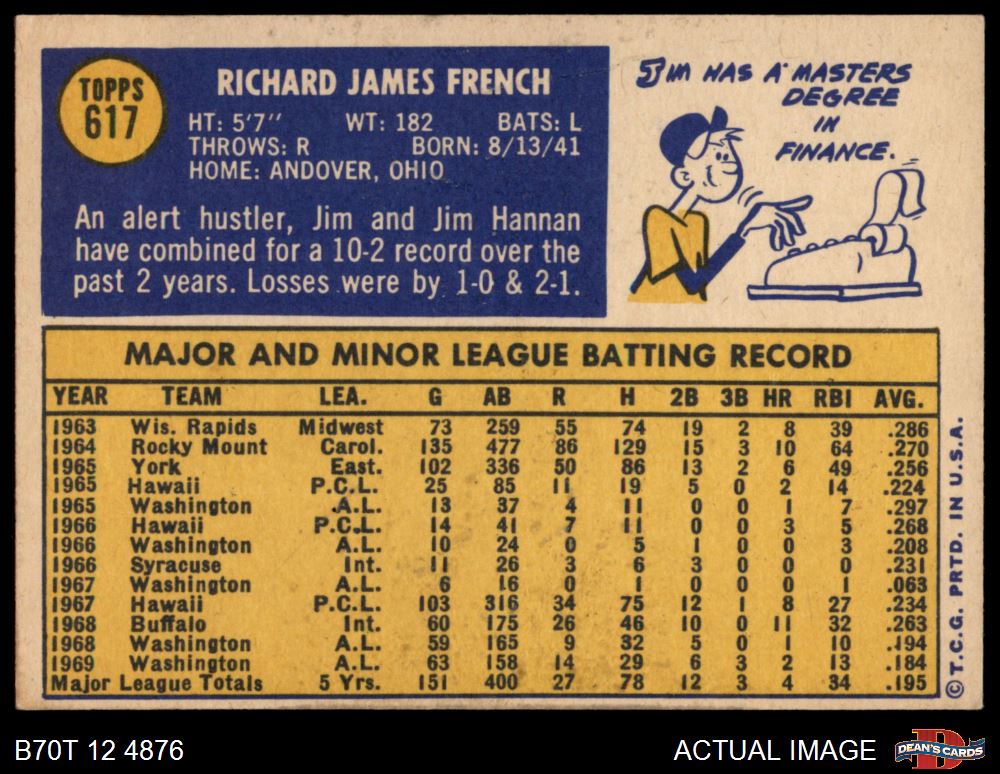 TOPPS
617
RICHARD JAMES FRENCH
HT: 5'7" WT: 182 BATS: L
THROWS: R BORN: 8/13/41
HOME: ANDOVER, OHIO
An alert hustler, Jim and Jim Hannan
have combined for a 10-2 record over the
past 2 years. Losses were by 1-0 & 2-1.
JIM HAS A MASTERS
DEGREE
IN
FINANCE.
MAJOR AND MINOR LEAGUE BATTING RECORD
YEAR TEAM LEA. G AB R H 2B 3B HR RBI AVG.
1963 Wis. Rapids Midwest 73 259 55 74 19 2 8 39 .286
1964 Rocky Mount Carol. 135 477 86 129 15 3 10 64 .270
1965 York East. 102 336 50 86 13 2 6 49 .256
1965 Hawaii P.C.L. 25 85 11 19 5 0 2 14 .224
1965 Washington A.L. 13 37 4 11 0 0 1 7 .297
1966 Hawaii P.C.L. 14 41 7 11 0 0 3 5 .268
1966 Washington A.L. 10 24 0 5 1 0 0 3 .208
1966 Syracuse Int. 11 26 3 6 3 0 0 0 .231
1967 Washington A.L. 6 16 0 1 0 0 0 1 .063
1967 Hawaii P.C.L. 103 316 34 75 12 1 8 27 .234
1968 Buffalo Int. 60 175 26 46 10 0 11 32 .263
1968 Washington A.L. 59 165 9 32 5 0 1 10 .194
1969 Washington A.L. 63 158 14 29 6 3 2 13 .184
Major League Totals 5 Yrs. 151 400 27 78 12 3 4 34 .195
© T.C.G. PRTD. IN U.S.A.
B70T 12 4876
ACTUAL IMAGE
D
DEAN'S CARDS